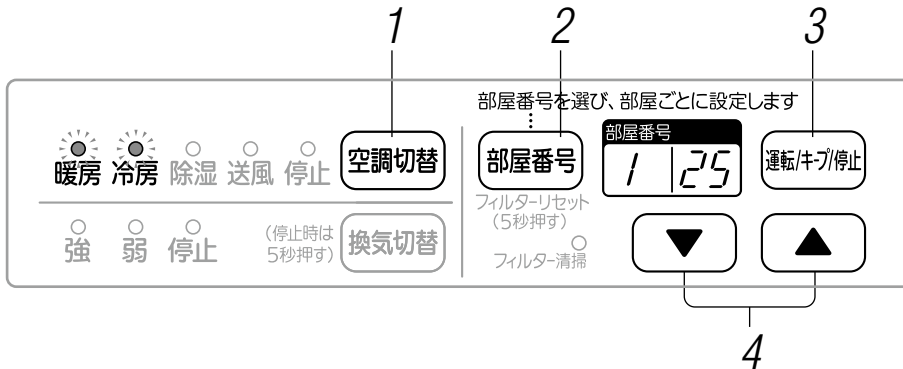 1
2
3
部屋番号を選び、部屋ごとに設定します
暖房
冷房
除湿
送風
停止
空調切替
部屋番号
部屋番号
1
25
運転/キープ/停止
フィルターリセット
(5秒押す)
強
弱
停止
(停止時は
5秒押す)
換気切替
フィルター清掃
▼
▲
4